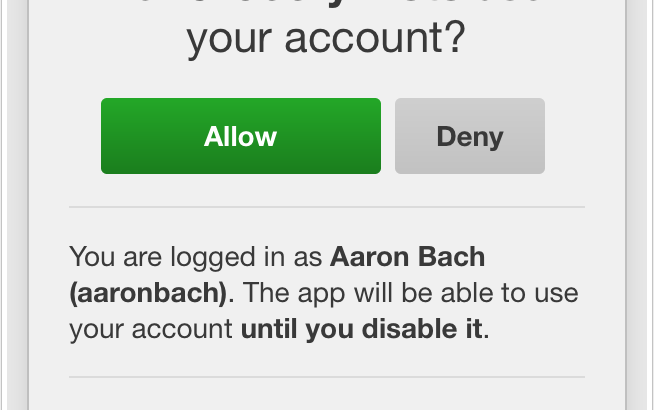 your account?
Allow
Deny
You are logged in as Aaron Bach
(aaronbach). The app will be able to use
your account until you disable it.